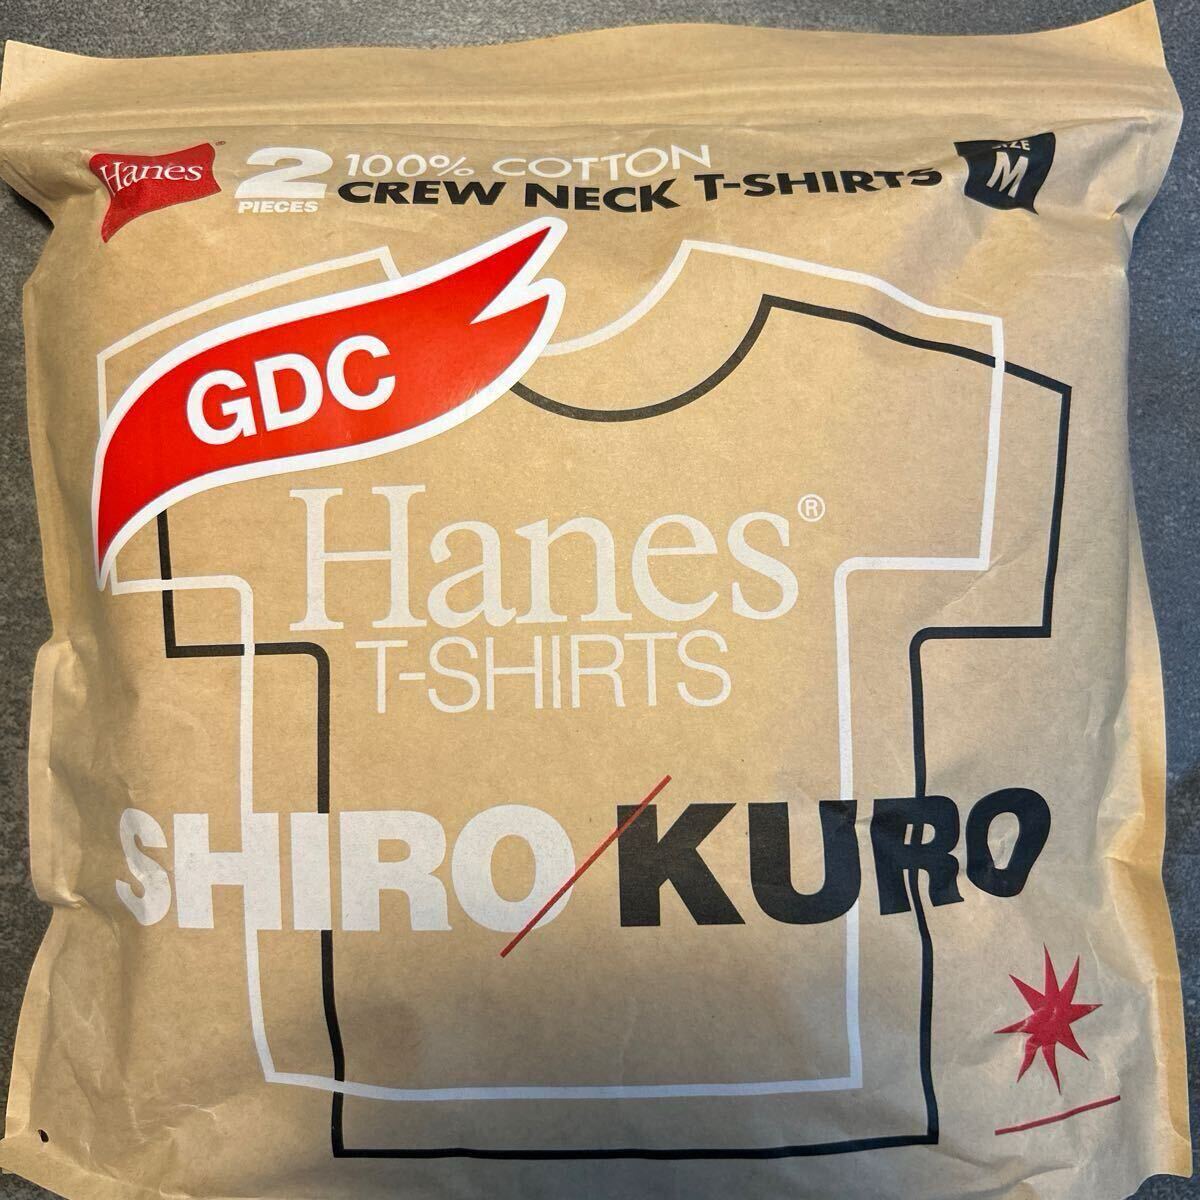 Hanes
2 PIECES
100% COTTON
CREW NECK T-SHIRTS
SIZE
M
GDC
Hanes®
T-SHIRTS
SHIRO/KURO